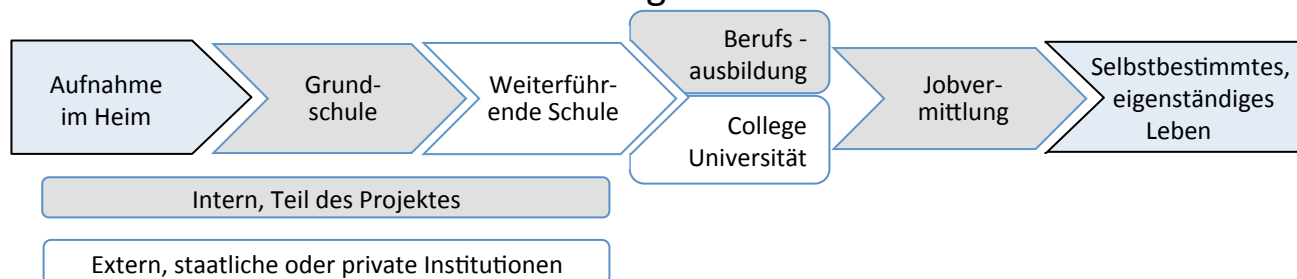 Aufnahme
im Heim
Grund-
schule
Weiterführ-
ende Schule
Berufs -
ausbildung
College
Universität
Jobver-
mittlung
Selbstbestimmtes,
eigenständiges
Leben
Intern, Teil des Projektes
Extern, staatliche oder private Institutionen